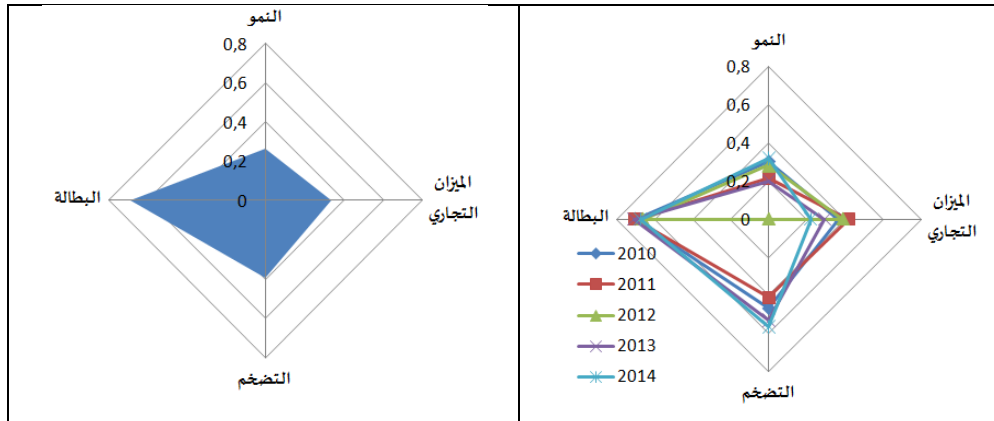 النمو
0,8
0,6
0,4
0,2
0
الميزان
التجاري
البطالة
التضخم
النمو
0,8
0,6
0,4
0,2
0
الميزان
التجاري
البطالة
2010
2011
2012
2013
2014
التضخم